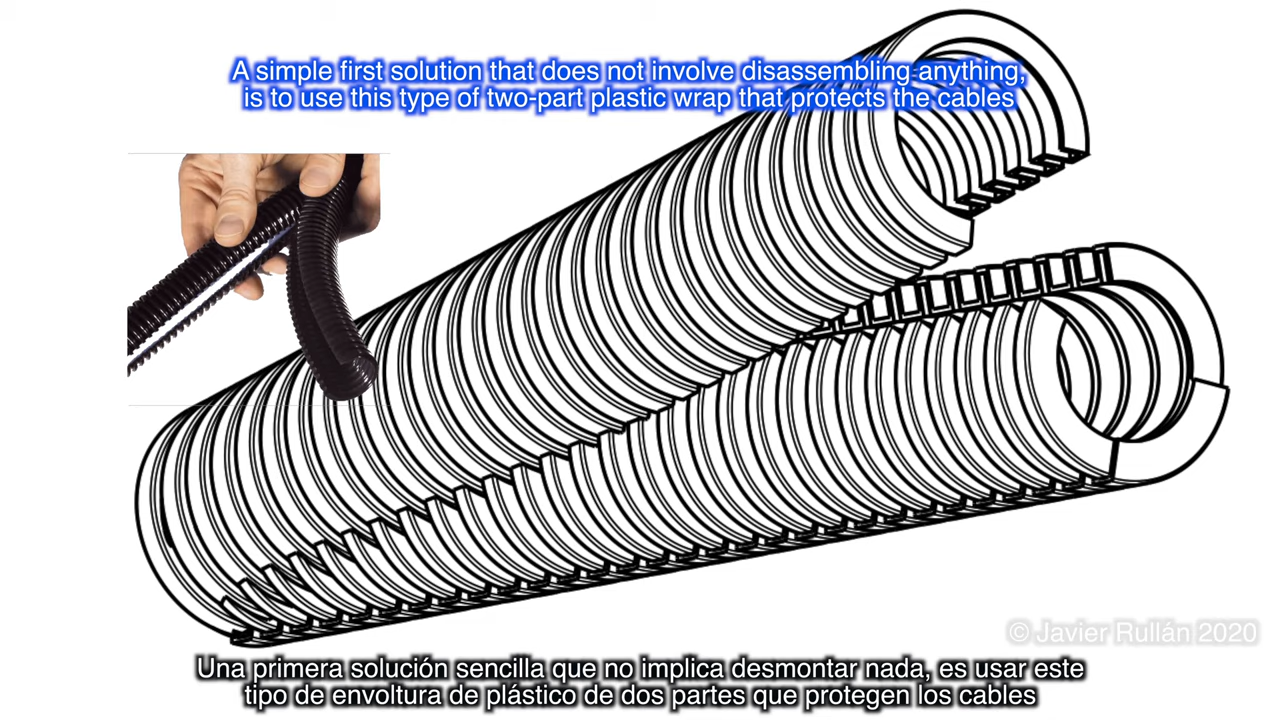 A simple first solution that does not involve disassembling anything,
is to use this type of two-part plastic wrap that protects the cables
© Javier Rullán 2020
Una primera solución sencilla que no implica desmontar nada, es usar este
tipo de envoltura de plástico de dos partes que protegen los cables